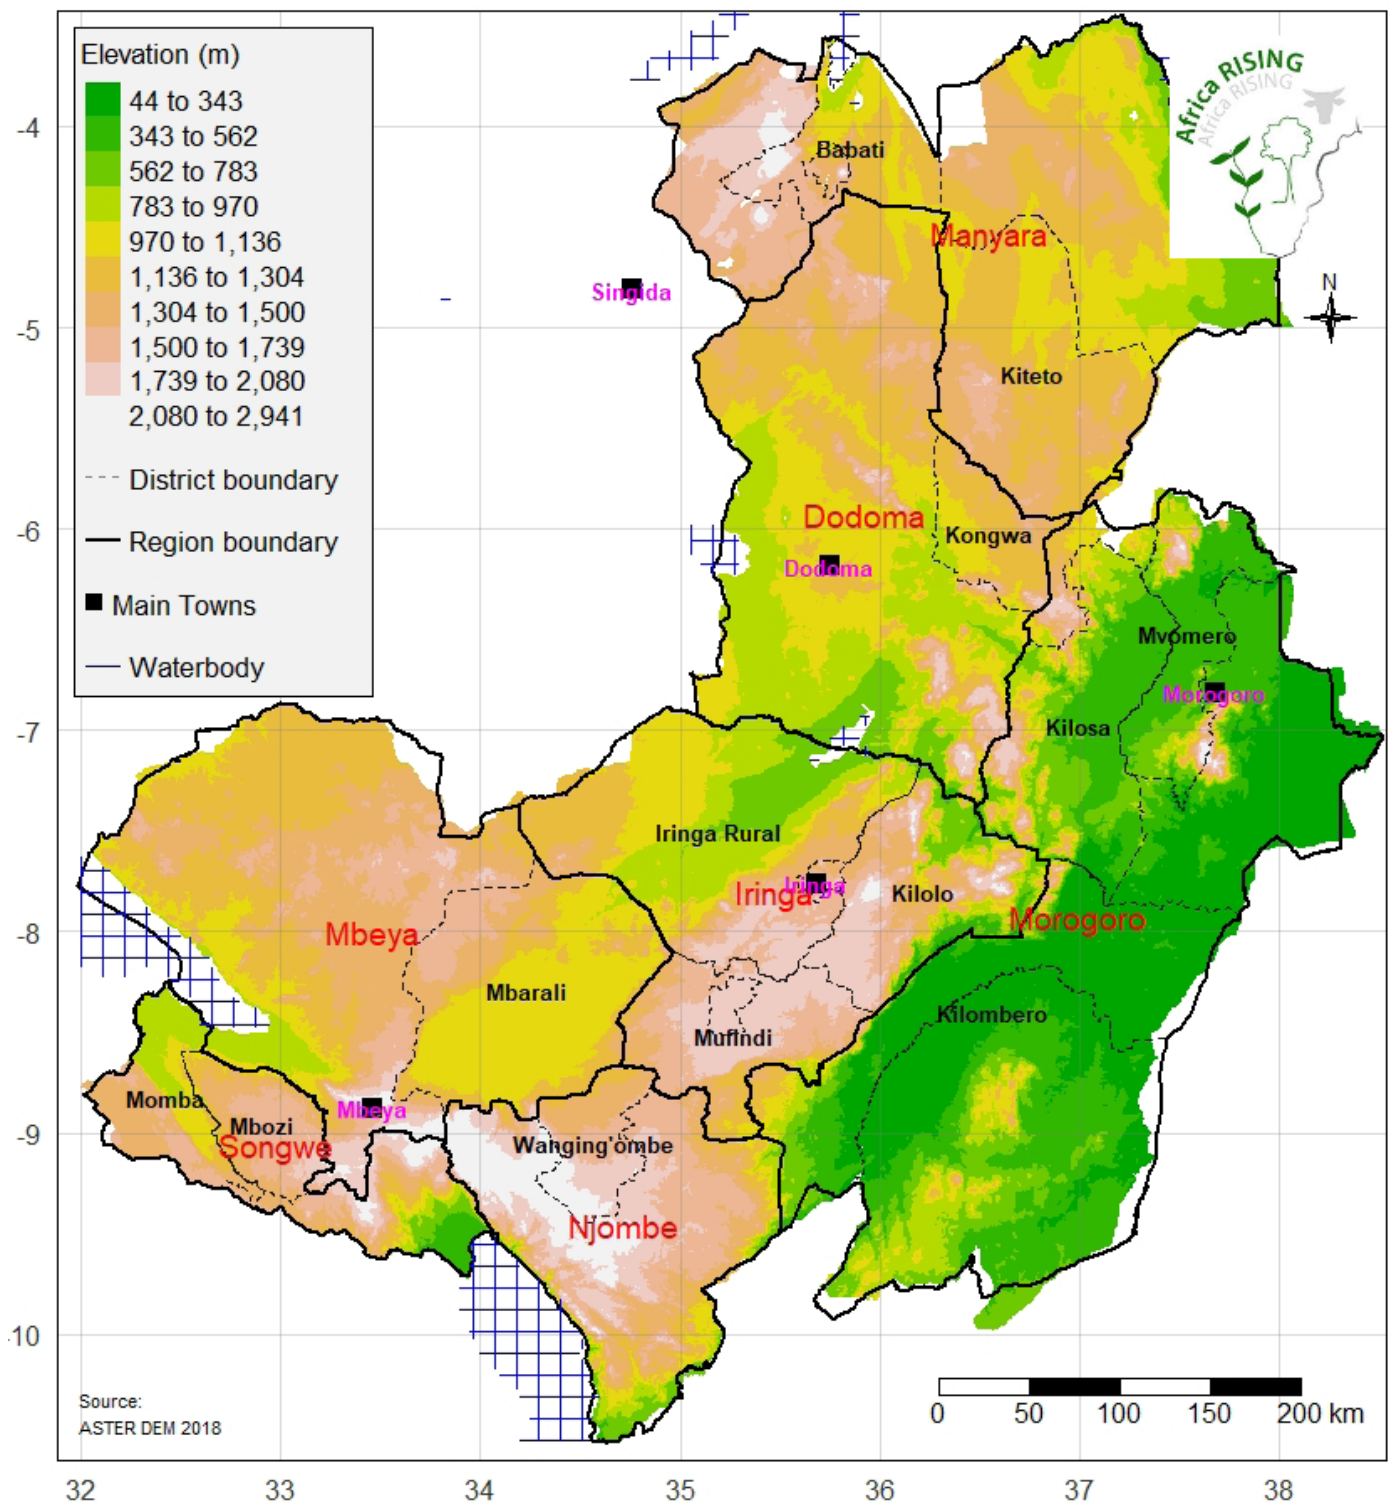 Elevation (m)
44 to 343
343 to 562
562 to 783
783 to 970
970 to 1,136
1,136 to 1,304
1,304 to 1,500
1,500 to 1,739
1,739 to 2,080
2,080 to 2,941
District boundary
Region boundary
Main Towns
Waterbody
Africa RISING
Africa RISING
N
-4
-5
-6
-7
-8
-9
-10
Babati
Manyara
Singida
Kiteto
Dodoma
Kongwa
Dodoma
Mvomero
Morogoro
Kilosa
Iringa Rural
Iringa
Iringa
Kilolo
Morogoro
Mbeya
Mbarali
Kilombero
Mufindi
Momba
Mbeya
Mbozi
Songwe
Wanging'ombe
Njombe
Source:
ASTER DEM 2018
0 50 100 150 200 km
32 33 34 35 36 37 38